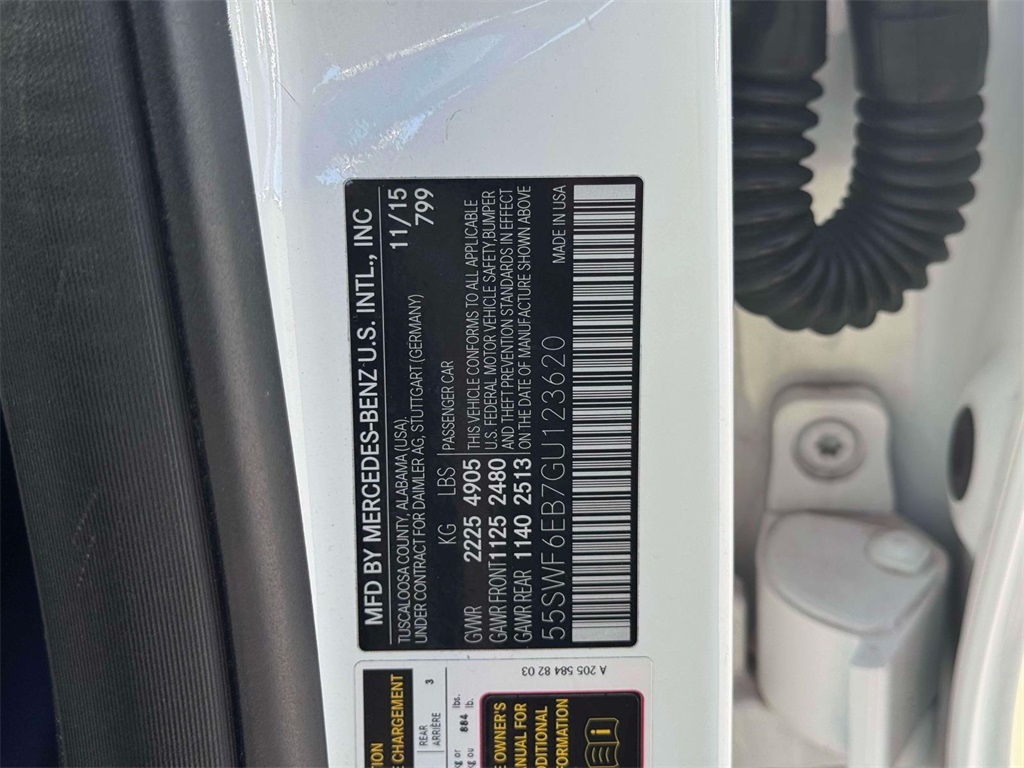 MFD BY MERCEDES-BENZ U.S. INTL., INC
TUSCALOOSA COUNTY, ALABAMA (USA), 11/15
UNDER CONTRACT FOR DAIMLER AG, STUTTGART (GERMANY) 799
KG LBS PASSENGER CAR
GVWR 2225 4905 THIS VEHICLE CONFORMS TO ALL APPLICABLE
GAWR FRONT 1125 2480 U.S. FEDERAL MOTOR VEHICLE SAFETY, BUMPER
AND THEFT PREVENTION STANDARDS IN EFFECT
GAWR REAR 1140 2513 ON THE DATE OF MANUFACTURE SHOWN ABOVE
55SWF6EB7GU123620 MADE IN USA
CHARGEMENT
REAR 3
ARRIÈRE
kg or 884 lbs.
kg ou lb.
A 205 584 82 03
OWNER'S
MANUAL FOR
ADDITIONAL
INFORMATION